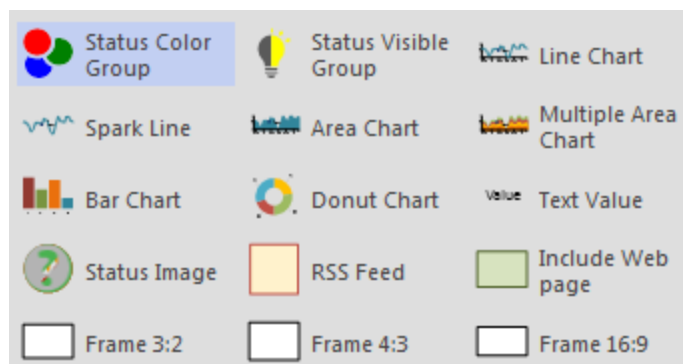 Status Color
Group
Status Visible
Group
Line Chart
Spark Line
Area Chart
Multiple Area
Chart
Bar Chart
Donut Chart
Value
Text Value
Status Image
RSS Feed
Include Web
page
Frame 3:2
Frame 4:3
Frame 16:9